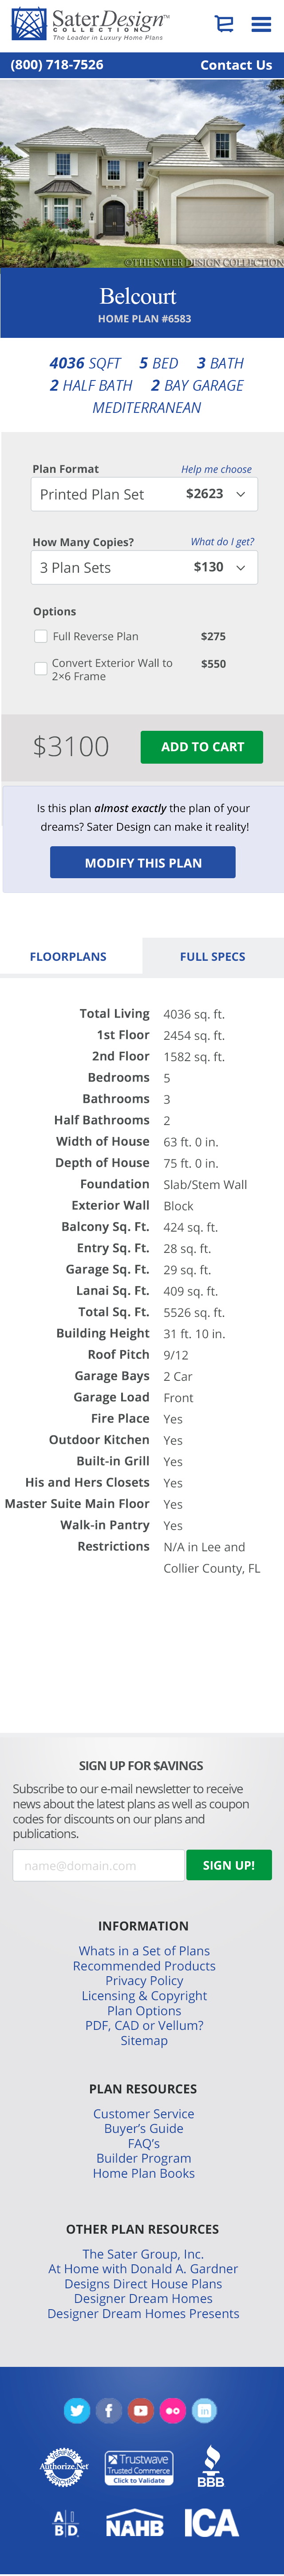 SaterDesign™
COLLECTION
The Leader in Luxury Home Plans
(800) 718-7526 Contact Us
©THE SATER DESIGN COLLECTION
Belcourt
HOME PLAN #6583
4036 SQFT 5 BED 3 BATH
2 HALF BATH 2 BAY GARAGE
MEDITERRANEAN
Plan Format Help me choose
Printed Plan Set $2623
How Many Copies? What do I get?
3 Plan Sets $130
Options
Full Reverse Plan $275
Convert Exterior Wall to $550
2×6 Frame
$3100 ADD TO CART
Is this plan almost exactly the plan of your
dreams? Sater Design can make it reality!
MODIFY THIS PLAN
FLOORPLANS FULL SPECS
Total Living 4036 sq. ft.
1st Floor 2454 sq. ft.
2nd Floor 1582 sq. ft.
Bedrooms 5
Bathrooms 3
Half Bathrooms 2
Width of House 63 ft. 0 in.
Depth of House 75 ft. 0 in.
Foundation Slab/Stem Wall
Exterior Wall Block
Balcony Sq. Ft. 424 sq. ft.
Entry Sq. Ft. 28 sq. ft.
Garage Sq. Ft. 29 sq. ft.
Lanai Sq. Ft. 409 sq. ft.
Total Sq. Ft. 5526 sq. ft.
Building Height 31 ft. 10 in.
Roof Pitch 9/12
Garage Bays 2 Car
Garage Load Front
Fire Place Yes
Outdoor Kitchen Yes
Built-in Grill Yes
His and Hers Closets Yes
Master Suite Main Floor Yes
Walk-in Pantry Yes
Restrictions N/A in Lee and
Collier County, FL
SIGN UP FOR $AVINGS
Subscribe to our e-mail newsletter to receive
news about the latest plans as well as coupon
codes for discounts on our plans and
publications.
name@domain.com SIGN UP!
INFORMATION
Whats in a Set of Plans
Recommended Products
Privacy Policy
Licensing & Copyright
Plan Options
PDF, CAD or Vellum?
Sitemap
PLAN RESOURCES
Customer Service
Buyer's Guide
FAQ's
Builder Program
Home Plan Books
OTHER PLAN RESOURCES
The Sater Group, Inc.
At Home with Donald A. Gardner
Designs Direct House Plans
Designer Dream Homes
Designer Dream Homes Presents
Authorize.Net
Trustwave
Trusted Commerce
Click to Validate
BBB
AIBD
NAHB
ICA